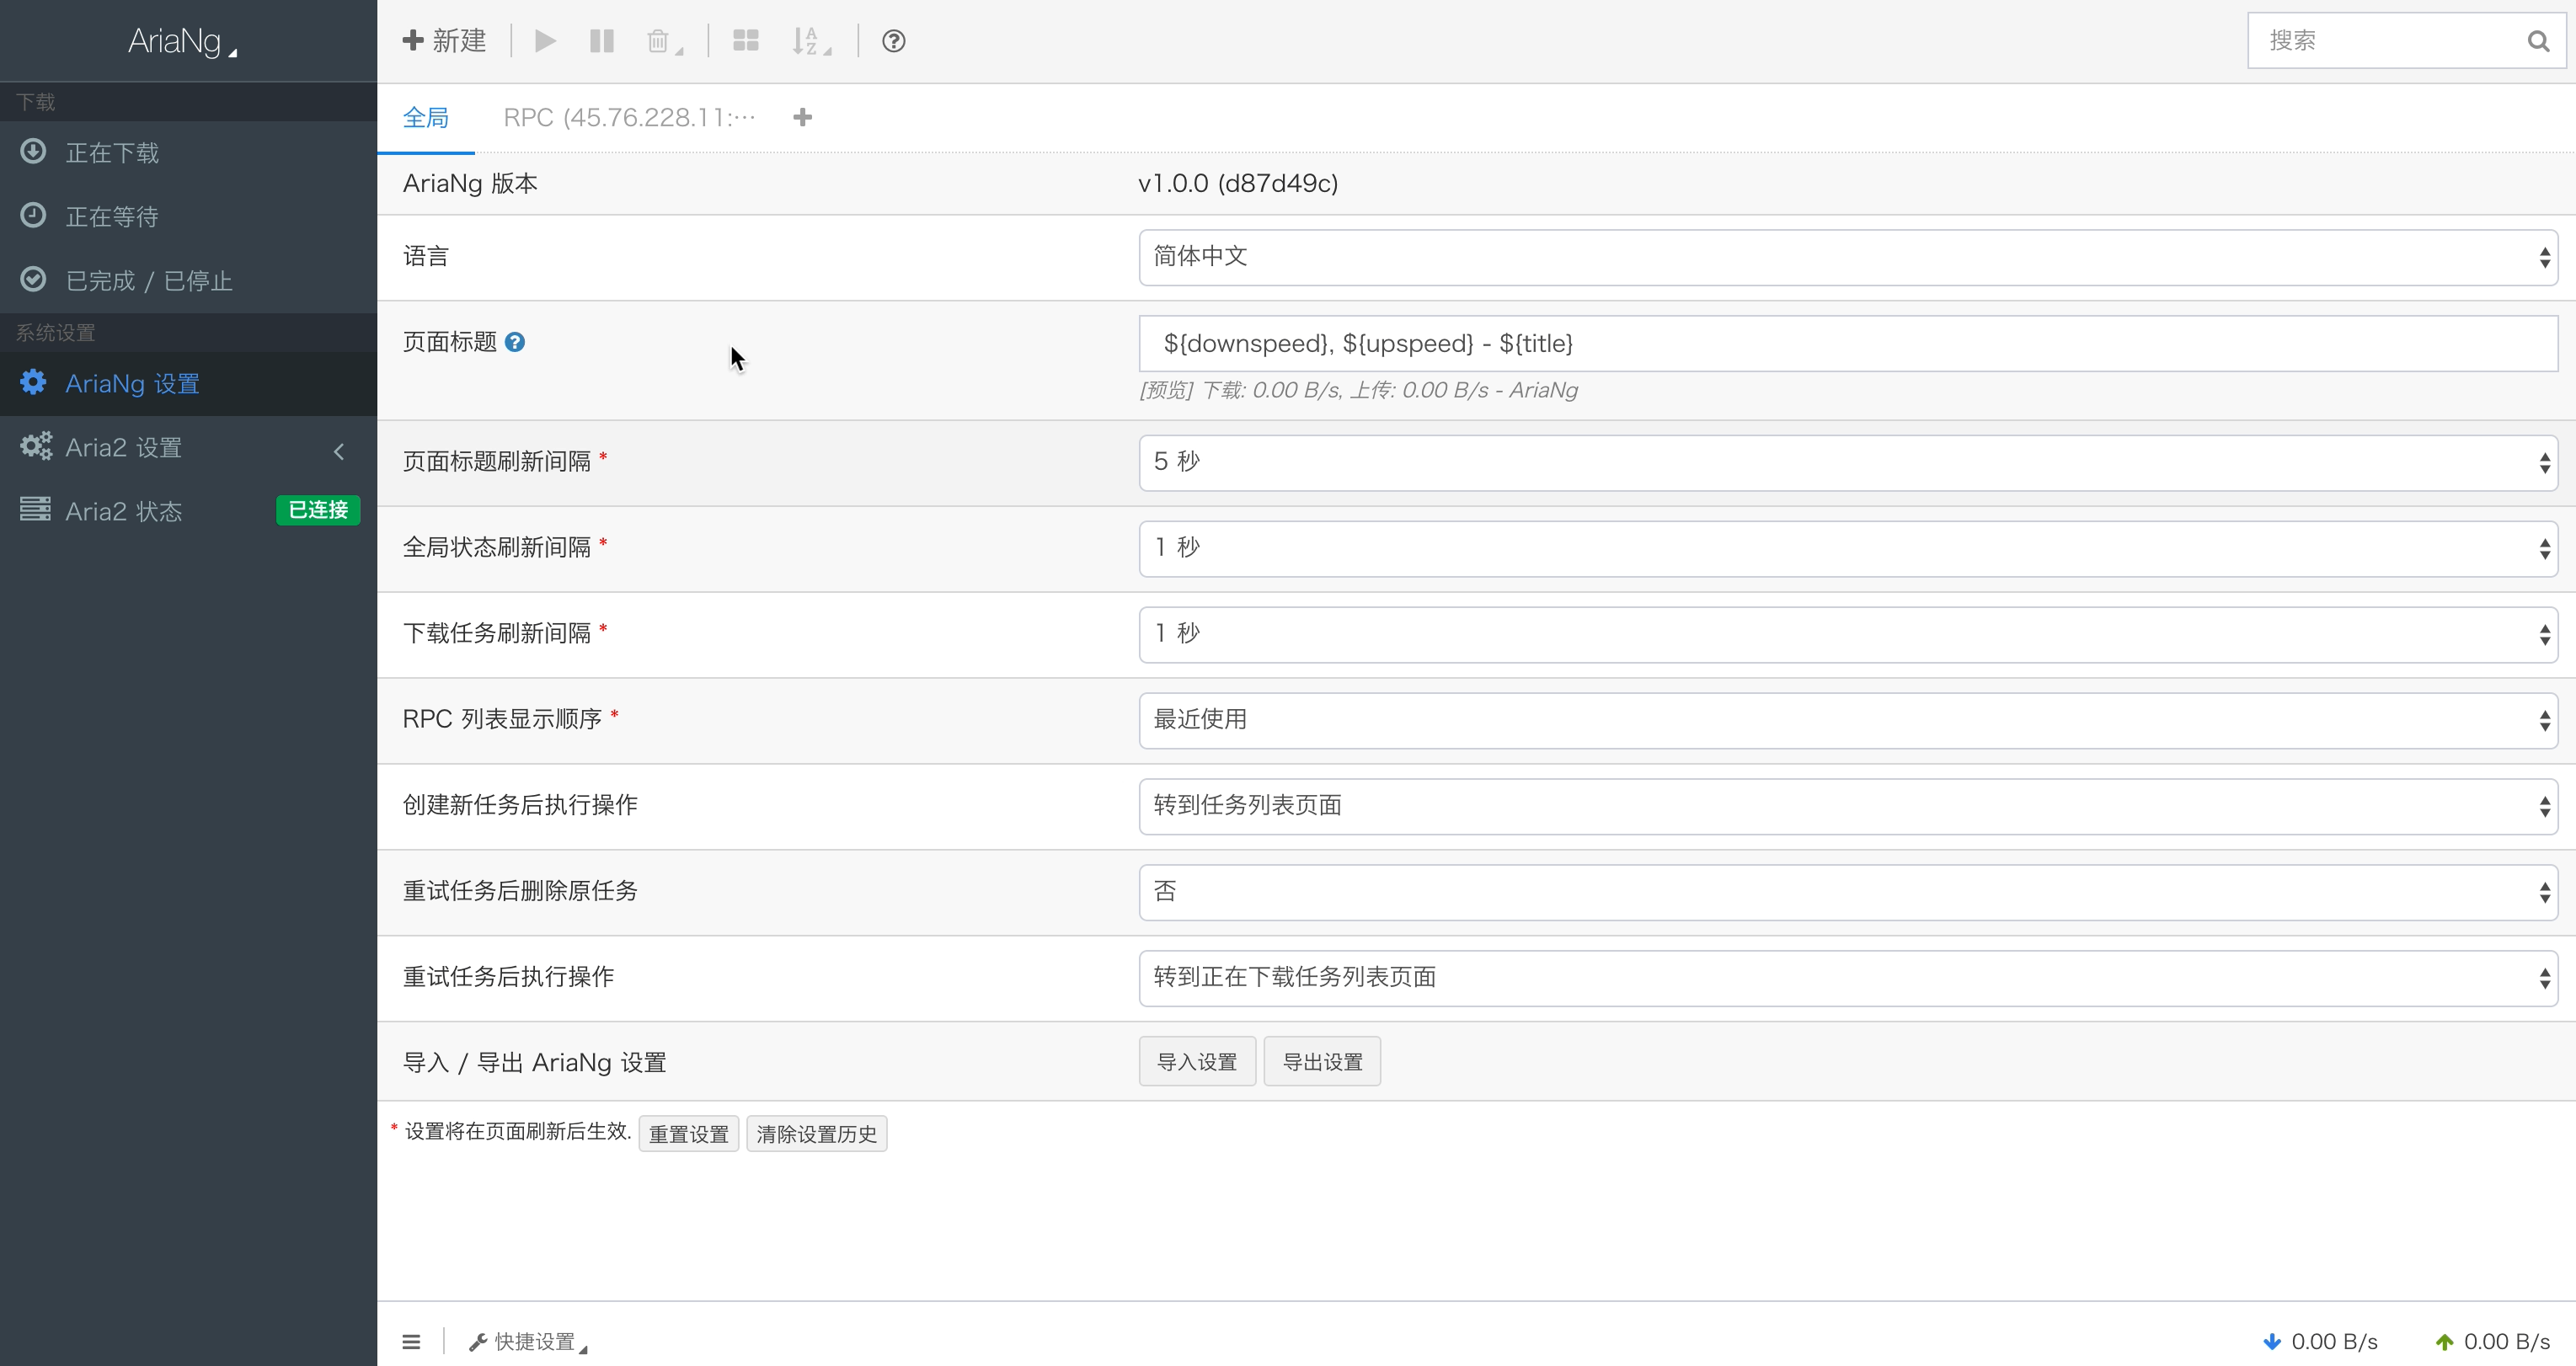 AriaNg
新建
搜索
下载
正在下载
正在等待
已完成 / 已停止
系统设置
AriaNg 设置
Aria2 设置
Aria2 状态 已连接
全局 RPC (45.76.228.11:···
AriaNg 版本 v1.0.0 (d87d49c)
语言 简体中文
页面标题 ${downspeed}, ${upspeed} - ${title}
[预览] 下载: 0.00 B/s, 上传: 0.00 B/s - AriaNg
页面标题刷新间隔 * 5 秒
全局状态刷新间隔 * 1 秒
下载任务刷新间隔 * 1 秒
RPC 列表显示顺序 * 最近使用
创建新任务后执行操作 转到任务列表页面
重试任务后删除原任务 否
重试任务后执行操作 转到正在下载任务列表页面
导入 / 导出 AriaNg 设置 导入设置 导出设置
* 设置将在页面刷新后生效. 重置设置 清除设置历史
快捷设置 0.00 B/s 0.00 B/s